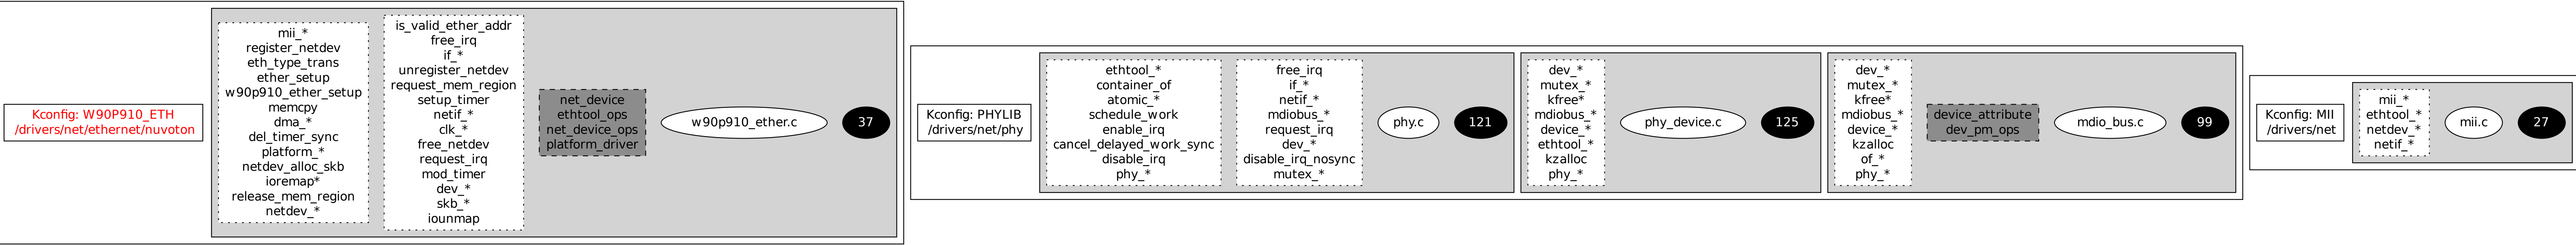 Kconfig: W90P910_ETH
/drivers/net/ethernet/nuvoton
mii_*
register_netdev
eth_type_trans
ether_setup
w90p910_ether_setup
memcpy
dma_*
del_timer_sync
platform_*
netdev_alloc_skb
ioremap*
release_mem_region
netdev_*
is_valid_ether_addr
free_irq
if_*
unregister_netdev
request_mem_region
setup_timer
netif_*
clk_*
free_netdev
request_irq
mod_timer
dev_*
skb_*
iounmap
net_device
ethtool_ops
net_device_ops
platform_driver
w90p910_ether.c
37
Kconfig: PHYLIB
/drivers/net/phy
ethtool_*
container_of
atomic_*
schedule_work
enable_irq
cancel_delayed_work_sync
disable_irq
phy_*
free_irq
if_*
netif_*
mdiobus_*
request_irq
dev_*
disable_irq_nosync
mutex_*
phy.c
121
dev_*
mutex_*
kfree*
mdiobus_*
device_*
ethtool_*
kzalloc
phy_*
phy_device.c
125
dev_*
mutex_*
kfree*
mdiobus_*
device_*
kzalloc
of_*
phy_*
device_attribute
dev_pm_ops
mdio_bus.c
99
Kconfig: MII
/drivers/net
mii_*
ethtool_*
netdev_*
netif_*
mii.c
27